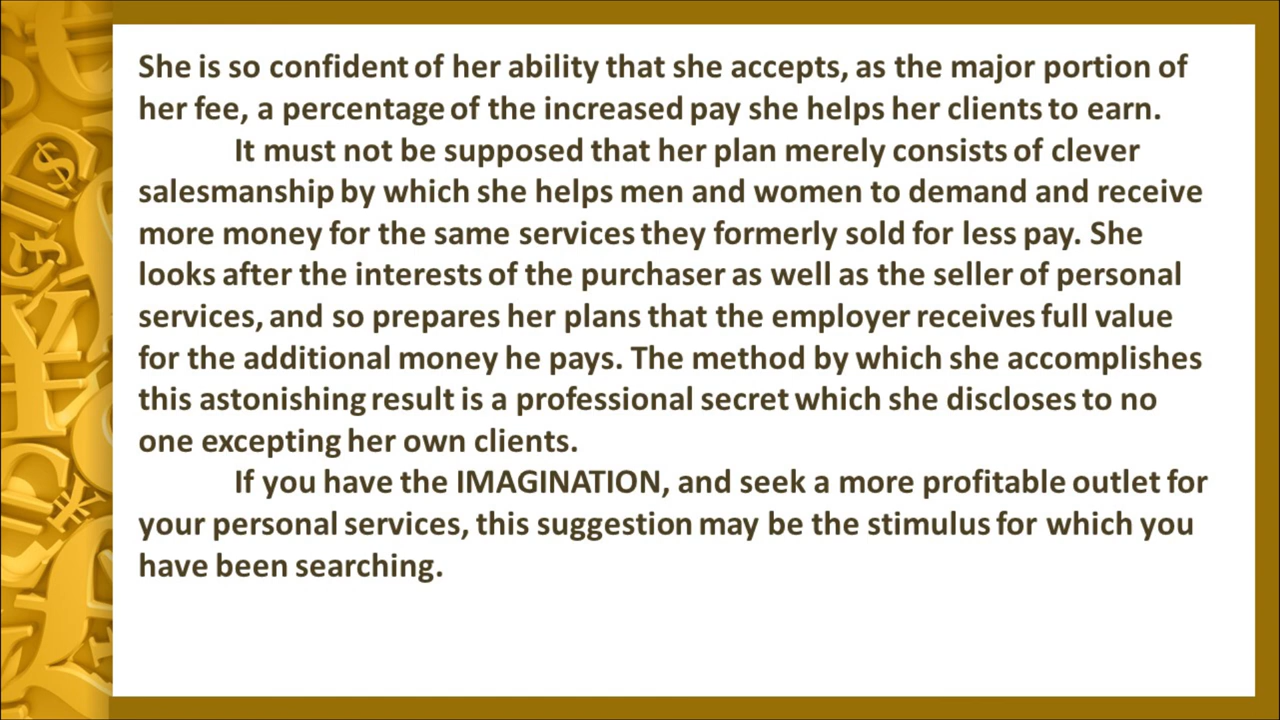 She is so confident of her ability that she accepts, as the major portion of
her fee, a percentage of the increased pay she helps her clients to earn.
It must not be supposed that her plan merely consists of clever
salesmanship by which she helps men and women to demand and receive
more money for the same services they formerly sold for less pay. She
looks after the interests of the purchaser as well as the seller of personal
services, and so prepares her plans that the employer receives full value
for the additional money he pays. The method by which she accomplishes
this astonishing result is a professional secret which she discloses to no
one excepting her own clients.
If you have the IMAGINATION, and seek a more profitable outlet for
your personal services, this suggestion may be the stimulus for which you
have been searching.